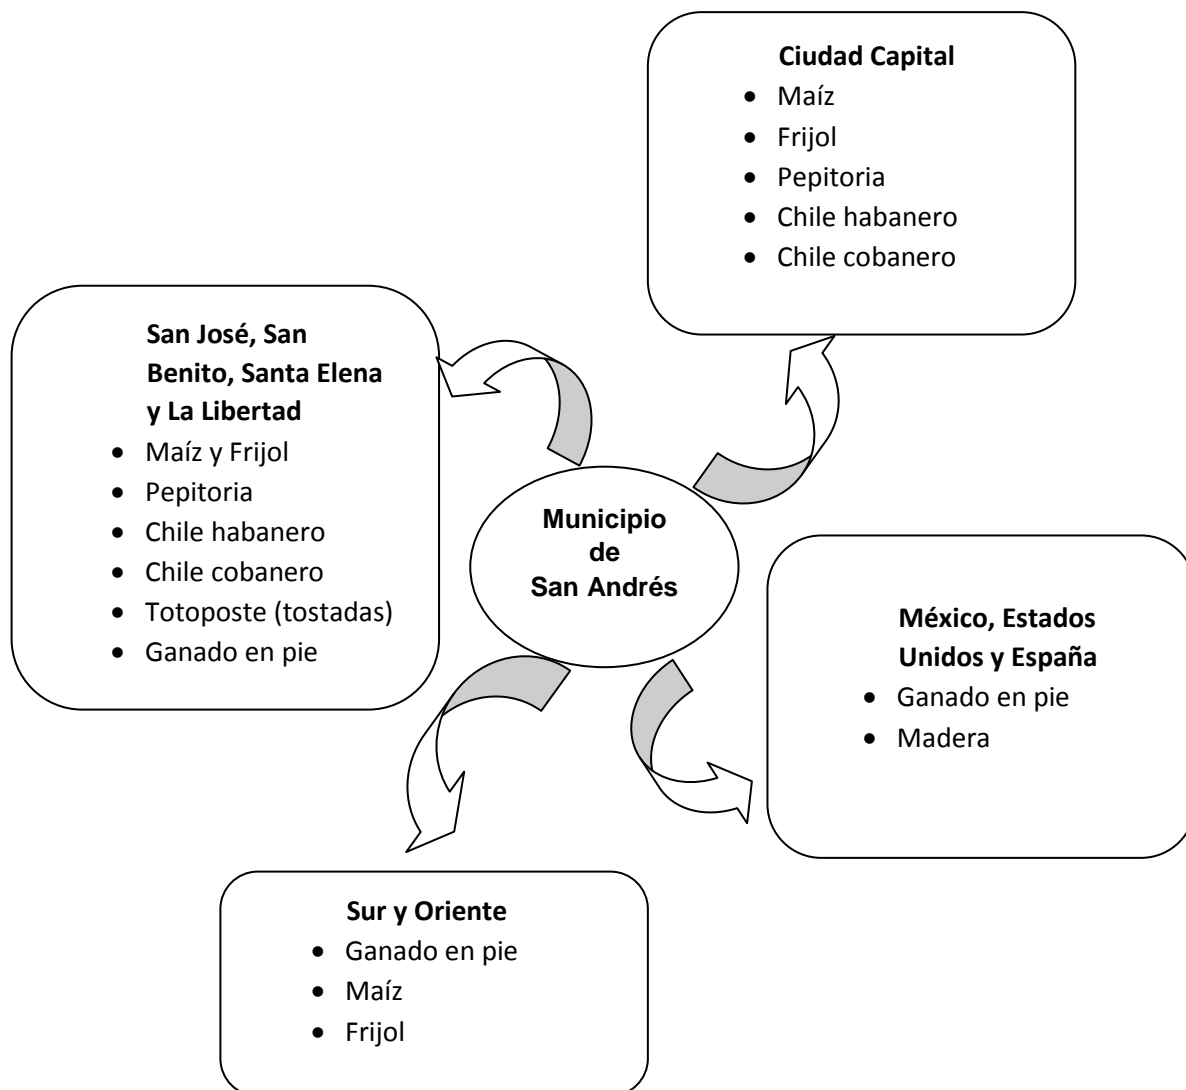 Ciudad Capital
• Maíz
• Frijol
• Pepitoria
• Chile habanero
• Chile cobanero
San José, San
Benito, Santa Elena
y La Libertad
• Maíz y Frijol
• Pepitoria
• Chile habanero
• Chile cobanero
• Totoposte (tostadas)
• Ganado en pie
Municipio
de
San Andrés
México, Estados
Unidos y España
• Ganado en pie
• Madera
Sur y Oriente
• Ganado en pie
• Maíz
• Frijol